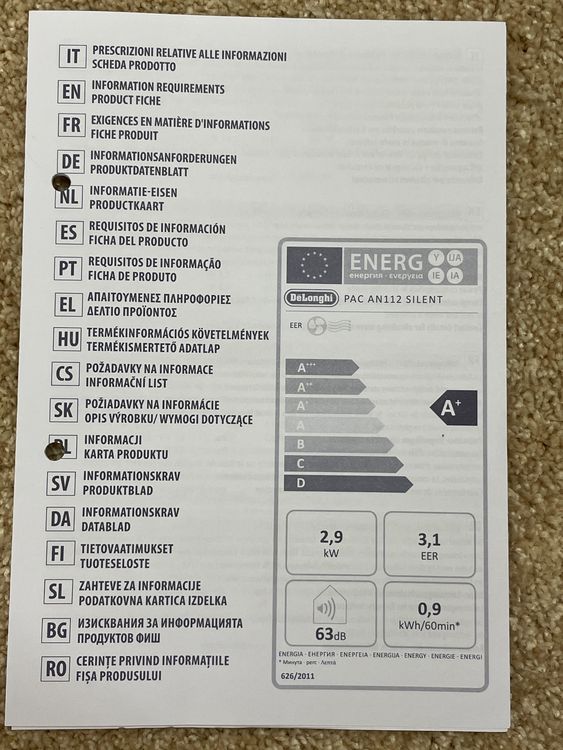 IT PRESCRIZIONI RELATIVE ALLE INFORMAZIONI
SCHEDA PRODOTTO
EN INFORMATION REQUIREMENTS
PRODUCT FICHE
FR EXIGENCES EN MATIÈRE D'INFORMATIONS
FICHE PRODUIT
DE INFORMATIONSANFORDERUNGEN
PRODUKTDATENBLATT
NL INFORMATIE-EISEN
PRODUCTKAART
ES REQUISITOS DE INFORMACIÓN
FICHA DEL PRODUCTO
PT REQUISITOS DE INFORMAÇÃO
FICHA DE PRODUTO
EL ΑΠΑΙΤΟΥΜΕΝΕΣ ΠΛΗΡΟΦΟΡΙΕΣ
ΔΕΛΤΙΟ ΠΡΟΪΟΝΤΟΣ
HU TERMÉKINFORMÁCIÓS KÖVETELMÉNYEK
TERMÉKISMERTETŐ ADATLAP
CS POŽADAVKY NA INFORMACE
INFORMAČNÍ LIST
SK POŽIADAVKY NA INFORMÁCIE
OPIS VÝROBKU/ WYMOGI DOTYCZĄCE
PL INFORMACJI
KARTA PRODUKTU
SV INFORMATIONSKRAV
PRODUKTBLAD
DA INFORMATIONSKRAV
DATABLAD
FI TIETOVAATIMUKSET
TUOTESELOSTE
SL ZAHTEVE ZA INFORMACIJE
PODATKOVNA KARTICA IZDELKA
BG ИЗИСКВАНИЯ ЗА ИНФОРМАЦИЯТА
ПРОДУКТОВ ФИШ
RO CERINȚE PRIVIND INFORMAȚIILE
FIȘA PRODUSULUI
ENERG Y IJA
енергия · ενεργεια IE IA
DeLonghi PAC AN112 SILENT
EER
A+++
A++
A+
A
B
C
D
A+
2,9
kW
3,1
EER
63dB
0,9
kWh/60min*
ENERGIA · ЕНЕРГИЯ · ΕΝΕΡΓΕΙΑ · ENERGIJA · ENERGY · ENERGIE · ENERGI
* Минута · perc · Λεπτά
626/2011